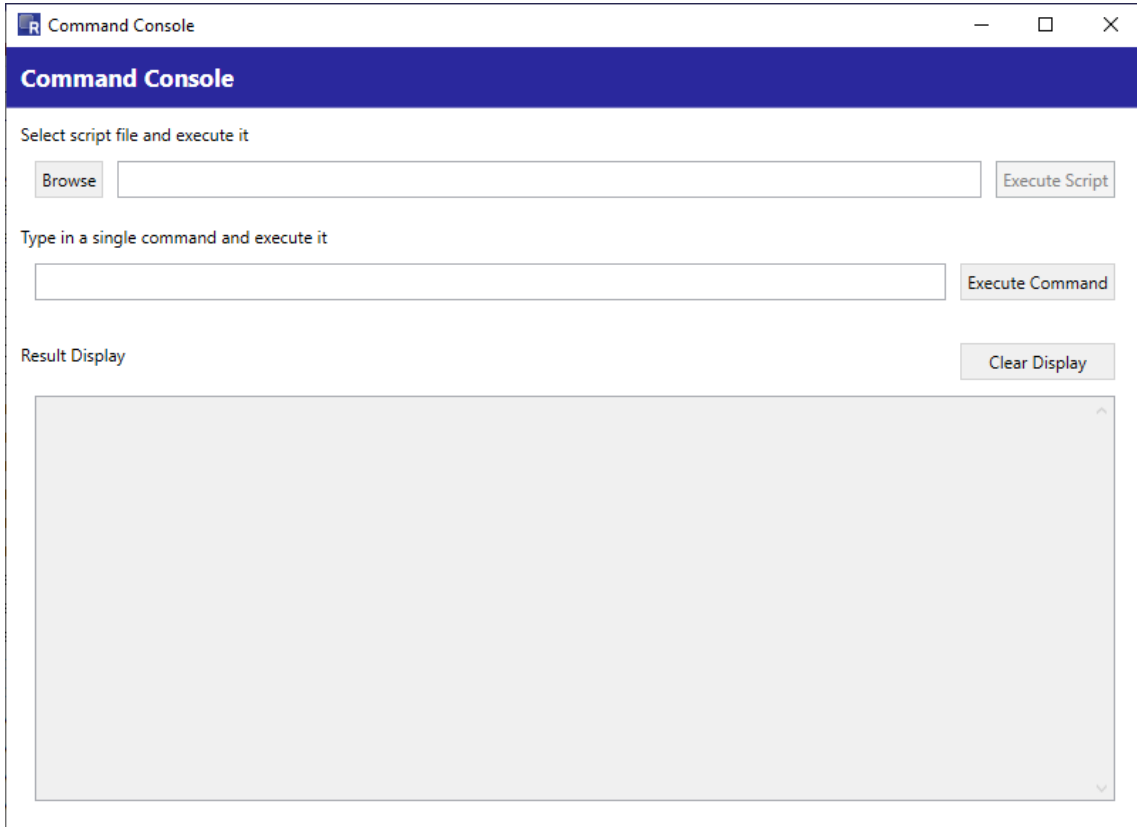 R Command Console
Command Console
Select script file and execute it
Browse Execute Script
Type in a single command and execute it
Execute Command
Result Display Clear Display